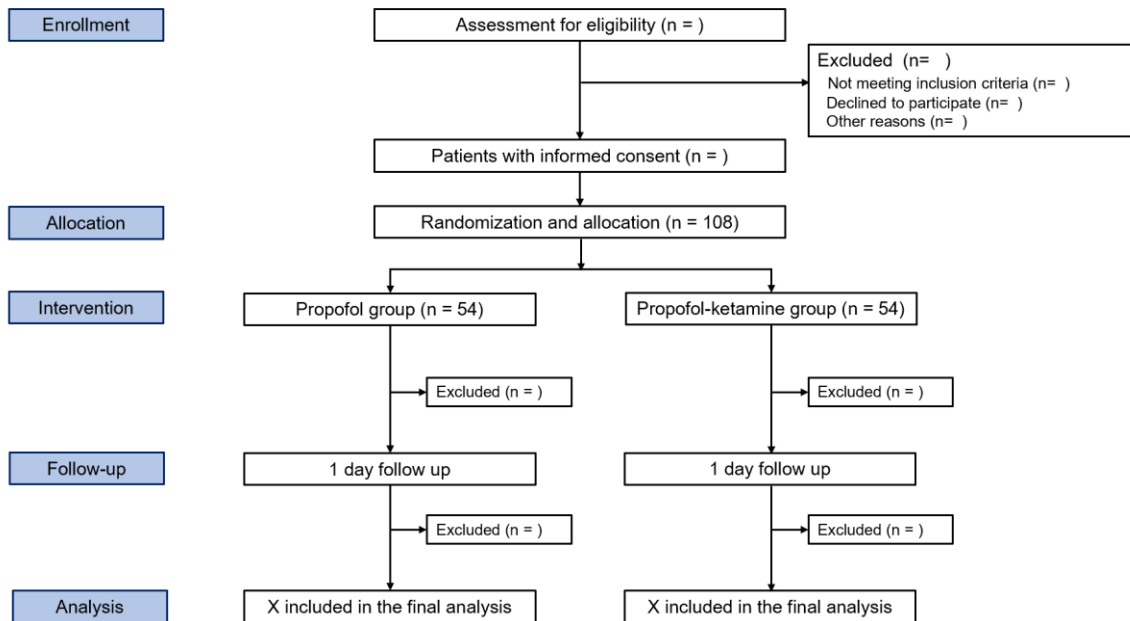 Enrollment
Assessment for eligibility (n = )
Excluded (n= )
Not meeting inclusion criteria (n= )
Declined to participate (n= )
Other reasons (n= )
Patients with informed consent (n = )
Allocation
Randomization and allocation (n = 108)
Intervention
Propofol group (n = 54)
Propofol-ketamine group (n = 54)
Excluded (n = )
Excluded (n = )
Follow-up
1 day follow up
1 day follow up
Excluded (n = )
Excluded (n = )
Analysis
X included in the final analysis
X included in the final analysis